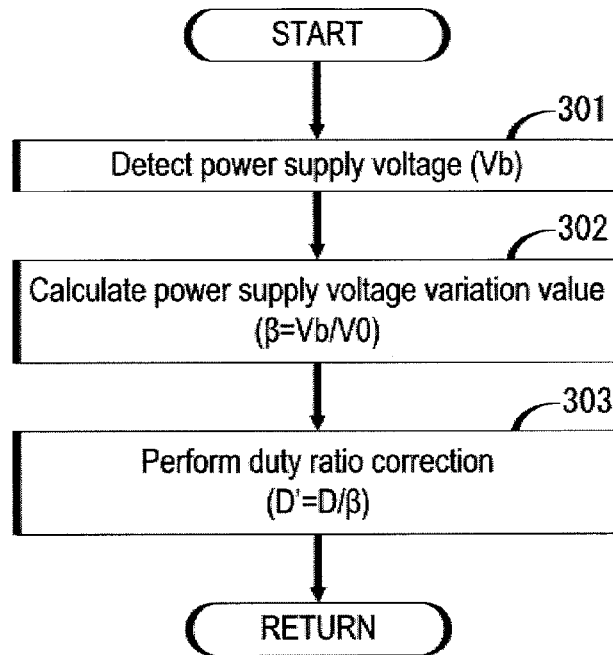 START
301
Detect power supply voltage (Vb)
302
Calculate power supply voltage variation value
(β=Vb/V0)
303
Perform duty ratio correction
(D'=D/β)
RETURN